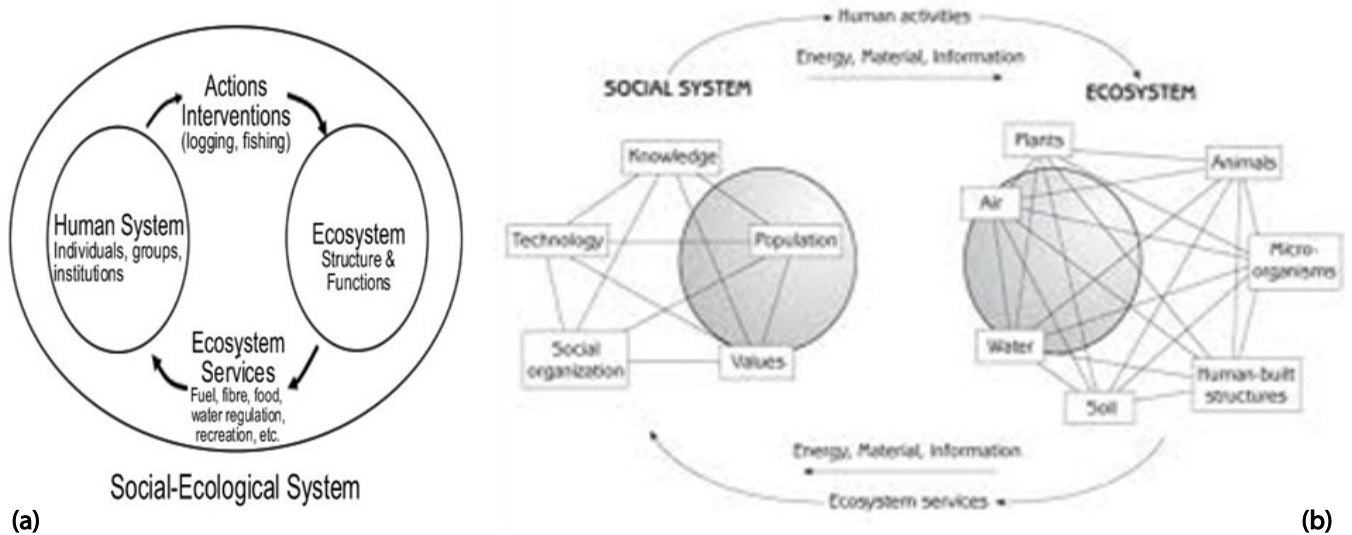 Actions
Interventions
(logging, fishing)
Human System
Individuals, groups,
institutions
Ecosystem
Structure &
Functions
Ecosystem
Services
Fuel, fibre, food,
water regulation,
recreation, etc.
Social-Ecological System
(a)
Human activities
Energy, Material, Information
SOCIAL SYSTEM
ECOSYSTEM
Knowledge
Technology
Population
Social
organization
Values
Plants
Animals
Air
Micro-
organisms
Water
Human-built
structures
Soil
Energy, Material, Information
Ecosystem services
(b)